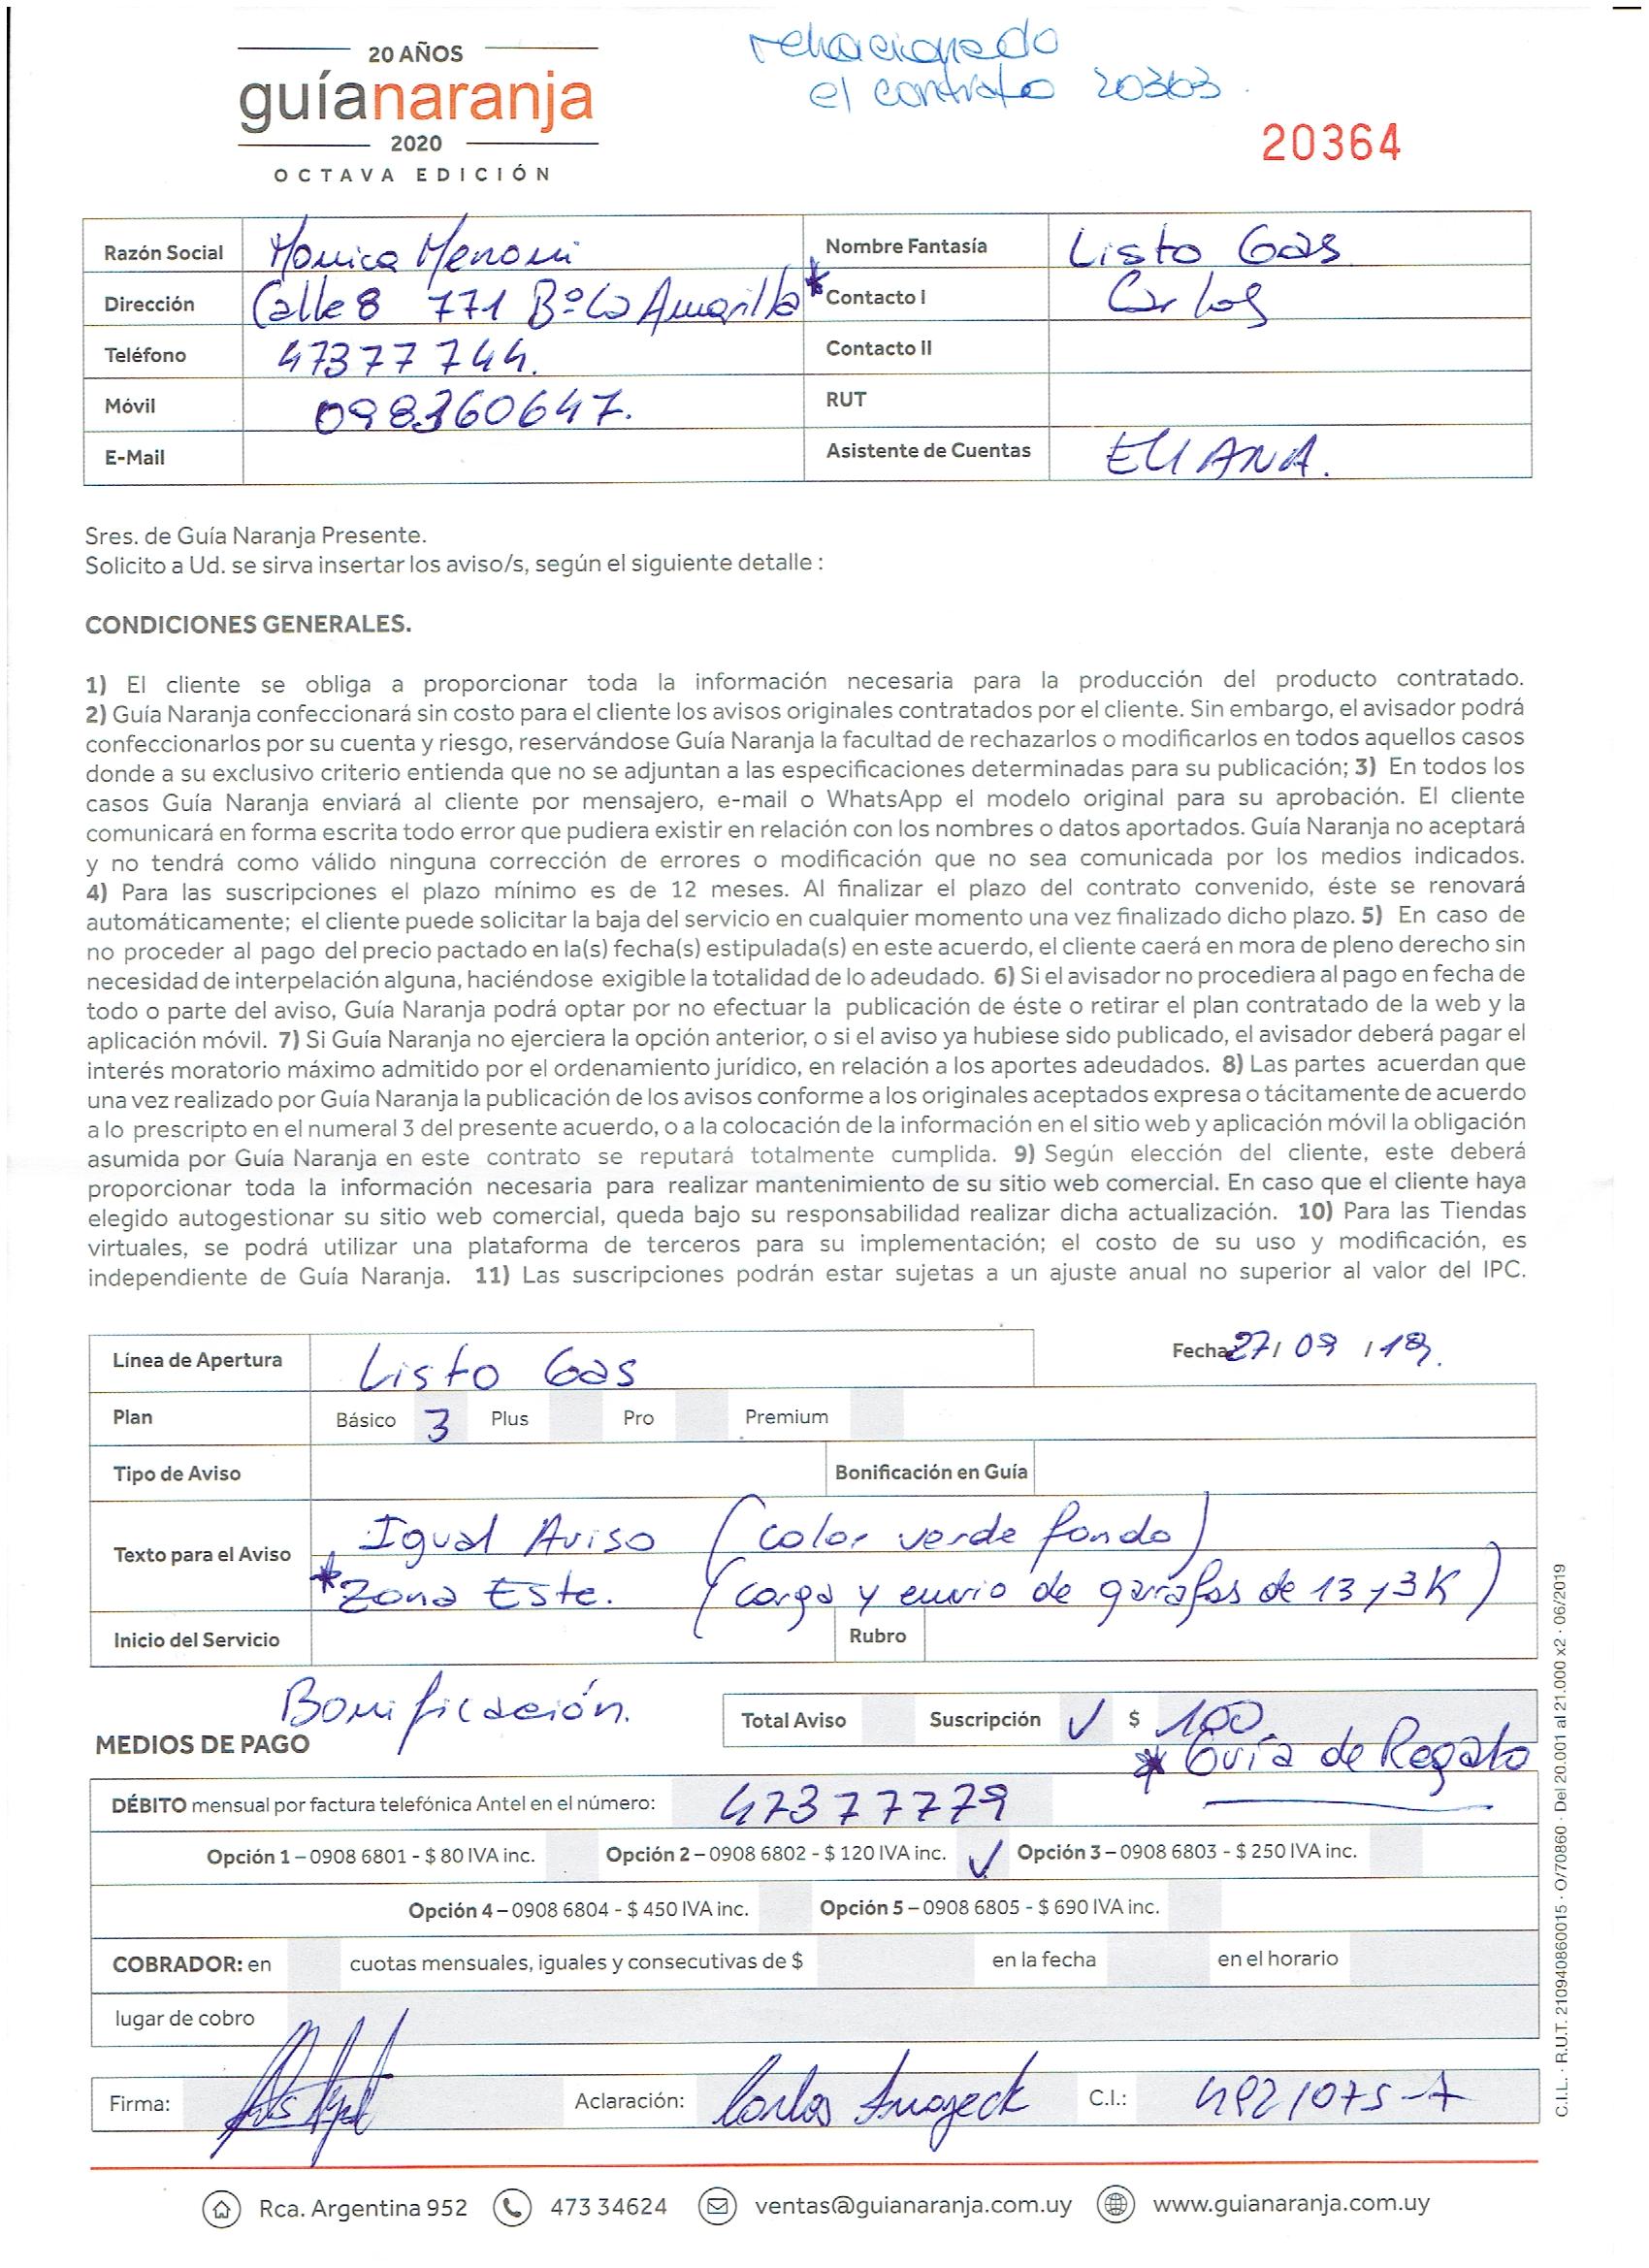 rehacionado
el contrato 20363
20 AÑOS
guíanaranja
2020
OCTAVA EDICIÓN
20364
Razón Social Monica Menoni Nombre Fantasía Listo Gas
Dirección Calle 8 771 Bº La Amarilla * Contacto I Carlos
Teléfono 47377744. Contacto II
Móvil 098360647. RUT
E-Mail Asistente de Cuentas ELIANA.
Sres. de Guía Naranja Presente.
Solicito a Ud. se sirva insertar los aviso/s, según el siguiente detalle :
CONDICIONES GENERALES.
1) El cliente se obliga a proporcionar toda la información necesaria para la producción del producto contratado.
2) Guía Naranja confeccionará sin costo para el cliente los avisos originales contratados por el cliente. Sin embargo, el avisador podrá
confeccionarlos por su cuenta y riesgo, reservándose Guía Naranja la facultad de rechazarlos o modificarlos en todos aquellos casos
donde a su exclusivo criterio entienda que no se adjuntan a las especificaciones determinadas para su publicación; 3) En todos los
casos Guía Naranja enviará al cliente por mensajero, e-mail o WhatsApp el modelo original para su aprobación. El cliente
comunicará en forma escrita todo error que pudiera existir en relación con los nombres o datos aportados. Guía Naranja no aceptará
y no tendrá como válido ninguna corrección de errores o modificación que no sea comunicada por los medios indicados.
4) Para las suscripciones el plazo mínimo es de 12 meses. Al finalizar el plazo del contrato convenido, éste se renovará
automáticamente; el cliente puede solicitar la baja del servicio en cualquier momento una vez finalizado dicho plazo. 5) En caso de
no proceder al pago del precio pactado en la(s) fecha(s) estipulada(s) en este acuerdo, el cliente caerá en mora de pleno derecho sin
necesidad de interpelación alguna, haciéndose exigible la totalidad de lo adeudado. 6) Si el avisador no procediera al pago en fecha de
todo o parte del aviso, Guía Naranja podrá optar por no efectuar la publicación de éste o retirar el plan contratado de la web y la
aplicación móvil. 7) Si Guía Naranja no ejerciera la opción anterior, o si el aviso ya hubiese sido publicado, el avisador deberá pagar el
interés moratorio máximo admitido por el ordenamiento jurídico, en relación a los aportes adeudados. 8) Las partes acuerdan que
una vez realizado por Guía Naranja la publicación de los avisos conforme a los originales aceptados expresa o tácitamente de acuerdo
a lo prescripto en el numeral 3 del presente acuerdo, o a la colocación de la información en el sitio web y aplicación móvil la obligación
asumida por Guía Naranja en este contrato se reputará totalmente cumplida. 9) Según elección del cliente, este deberá
proporcionar toda la información necesaria para realizar mantenimiento de su sitio web comercial. En caso que el cliente haya
elegido autogestionar su sitio web comercial, queda bajo su responsabilidad realizar dicha actualización. 10) Para las Tiendas
virtuales, se podrá utilizar una plataforma de terceros para su implementación; el costo de su uso y modificación, es
independiente de Guía Naranja. 11) Las suscripciones podrán estar sujetas a un ajuste anual no superior al valor del IPC.
Línea de Apertura Listo Gas Fecha 27/ 09 / 19.
Plan Básico 3 Plus Pro Premium
Tipo de Aviso Bonificación en Guía
Texto para el Aviso Igual Aviso (color verde fondo)
* Zona Este. (carga y envio de garrafas de 13 y 3K)
Inicio del Servicio Rubro
Bonificación.
Total Aviso Suscripción ✓ $ 100
MEDIOS DE PAGO * Guía de Regalo
DÉBITO mensual por factura telefónica Antel en el número: 47377779
Opción 1 – 0908 6801 - $ 80 IVA inc. Opción 2 – 0908 6802 - $ 120 IVA inc. ✓ Opción 3 – 0908 6803 - $ 250 IVA inc.
Opción 4 – 0908 6804 - $ 450 IVA inc. Opción 5 – 0908 6805 - $ 690 IVA inc.
COBRADOR: en cuotas mensuales, iguales y consecutivas de $ en la fecha en el horario
lugar de cobro
Firma: Aclaración: Carlos C.I.: 4921075-7
Rca. Argentina 952 473 34624 ventas@guianaranja.com.uy www.guianaranja.com.uy
C.I.L. · R.U.T. 210940860015 · O/70860 · Del 20.001 al 21.000 x2 · 06/2019